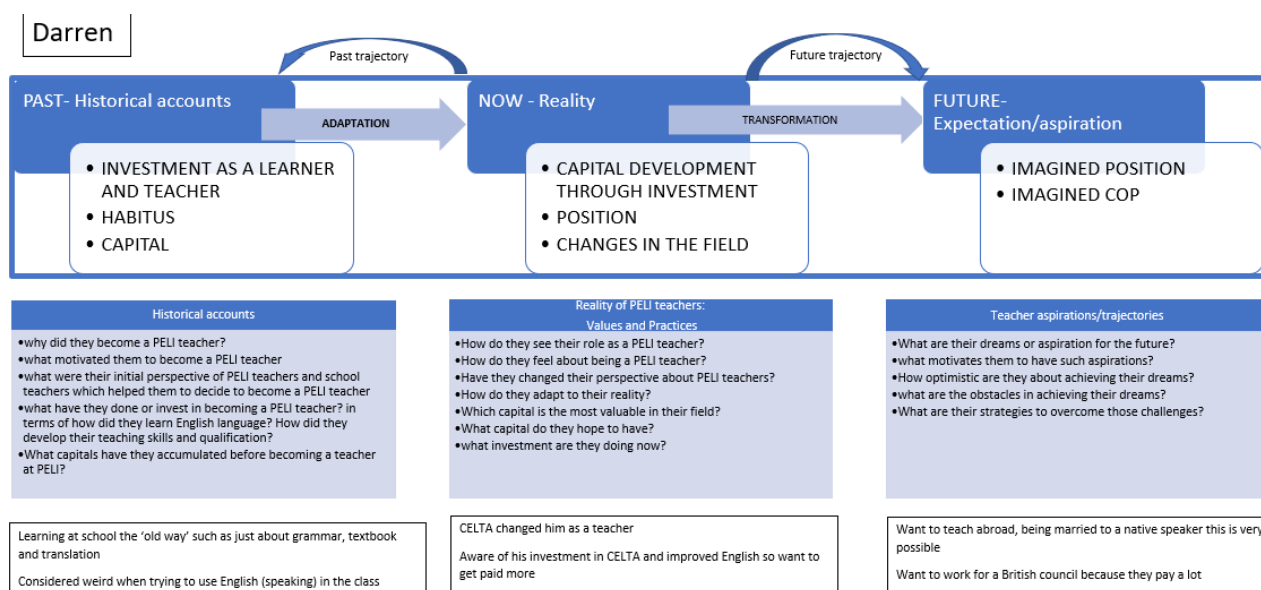 Darren
Past trajectory
Future trajectory
PAST- Historical accounts
ADAPTATION
NOW - Reality
TRANSFORMATION
FUTURE-
Expectation/aspiration
• INVESTMENT AS A LEARNER
AND TEACHER
• HABITUS
• CAPITAL
• CAPITAL DEVELOPMENT
THROUGH INVESTMENT
• POSITION
• CHANGES IN THE FIELD
• IMAGINED POSITION
• IMAGINED COP
Historical accounts
•why did they become a PELI teacher?
•what motivated them to become a PELI teacher
•what were their initial perspective of PELI teachers and school
teachers which helped them to decide to become a PELI teacher
•what have they done or invest in becoming a PELI teacher? in
terms of how did they learn English language? How did they
develop their teaching skills and qualification?
•What capitals have they accumulated before becoming a teacher
at PELI?
Reality of PELI teachers:
Values and Practices
•How do they see their role as a PELI teacher?
•How do they feel about being a PELI teacher?
•Have they changed their perspective about PELI teachers?
•How do they adapt to their reality?
•Which capital is the most valuable in their field?
•What capital do they hope to have?
•what investment are they doing now?
Teacher aspirations/trajectories
•What are their dreams or aspiration for the future?
•what motivates them to have such aspirations?
•How optimistic are they about achieving their dreams?
•what are the obstacles in achieving their dreams?
•What are their strategies to overcome those challenges?
Learning at school the ‘old way’ such as just about grammar, textbook
and translation
Considered weird when trying to use English (speaking) in the class
CELTA changed him as a teacher
Aware of his investment in CELTA and improved English so want to
get paid more
Want to teach abroad, being married to a native speaker this is very
possible
Want to work for a British council because they pay a lot